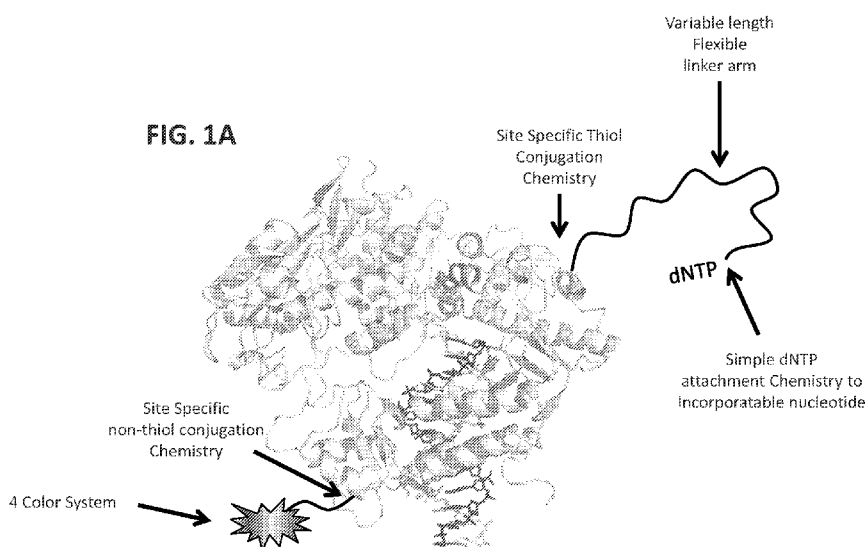 Variable length
Flexible
linker arm
FIG. 1A
Site Specific Thiol
Conjugation
Chemistry
dNTP
Simple dNTP
attachment Chemistry to
incorporatable nucleotide
Site Specific
non-thiol conjugation
Chemistry
4 Color System